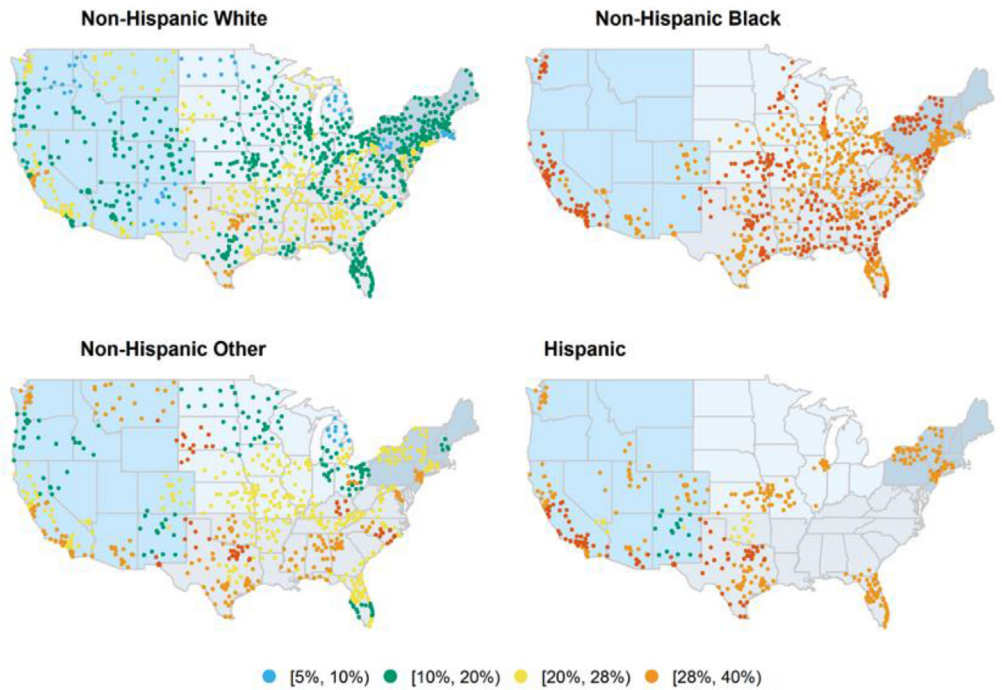 Non-Hispanic White
Non-Hispanic Black
Non-Hispanic Other
Hispanic
[5%, 10%) [10%, 20%) [20%, 28%) [28%, 40%)